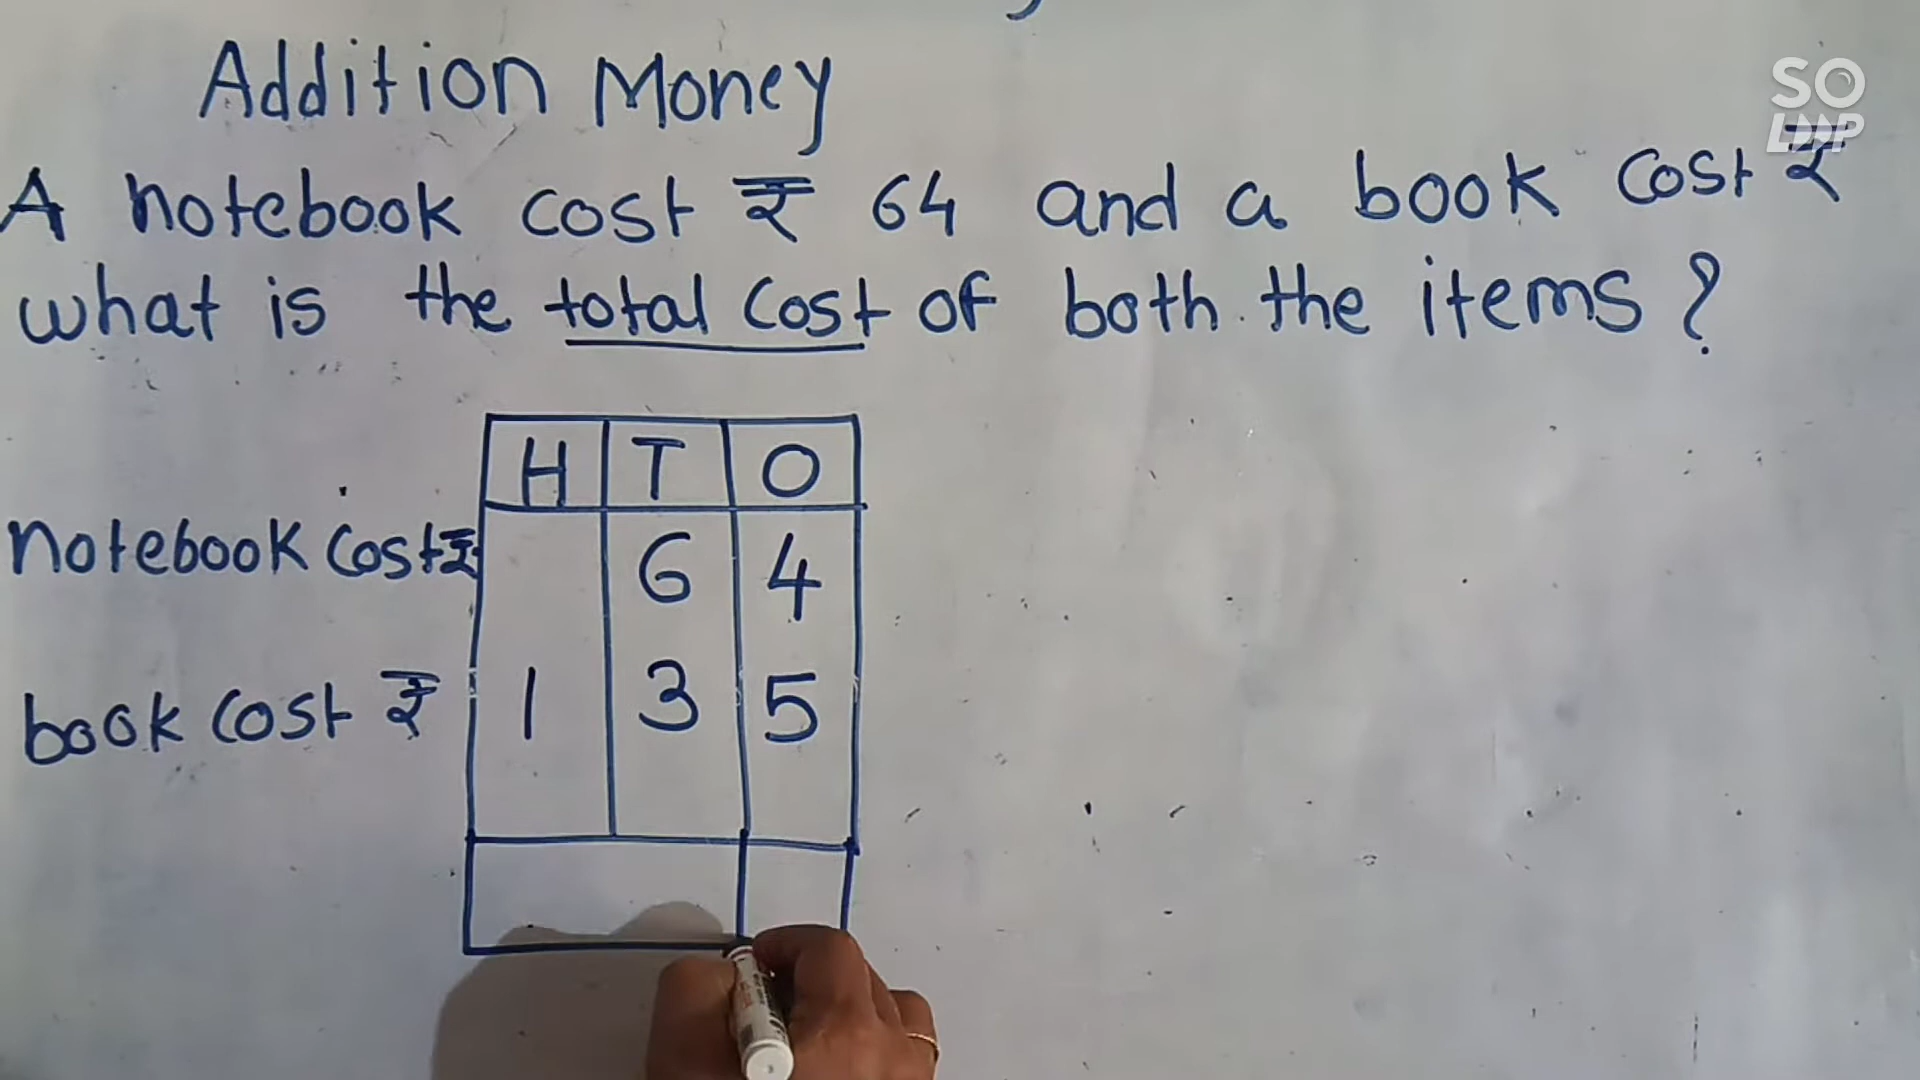 Addition Money
A notebook cost ₹ 64 and a book cost ₹
what is the total cost of both the items?
H T O
notebook cost ₹ 6 4
book cost ₹ 1 3 5
SO
LMP